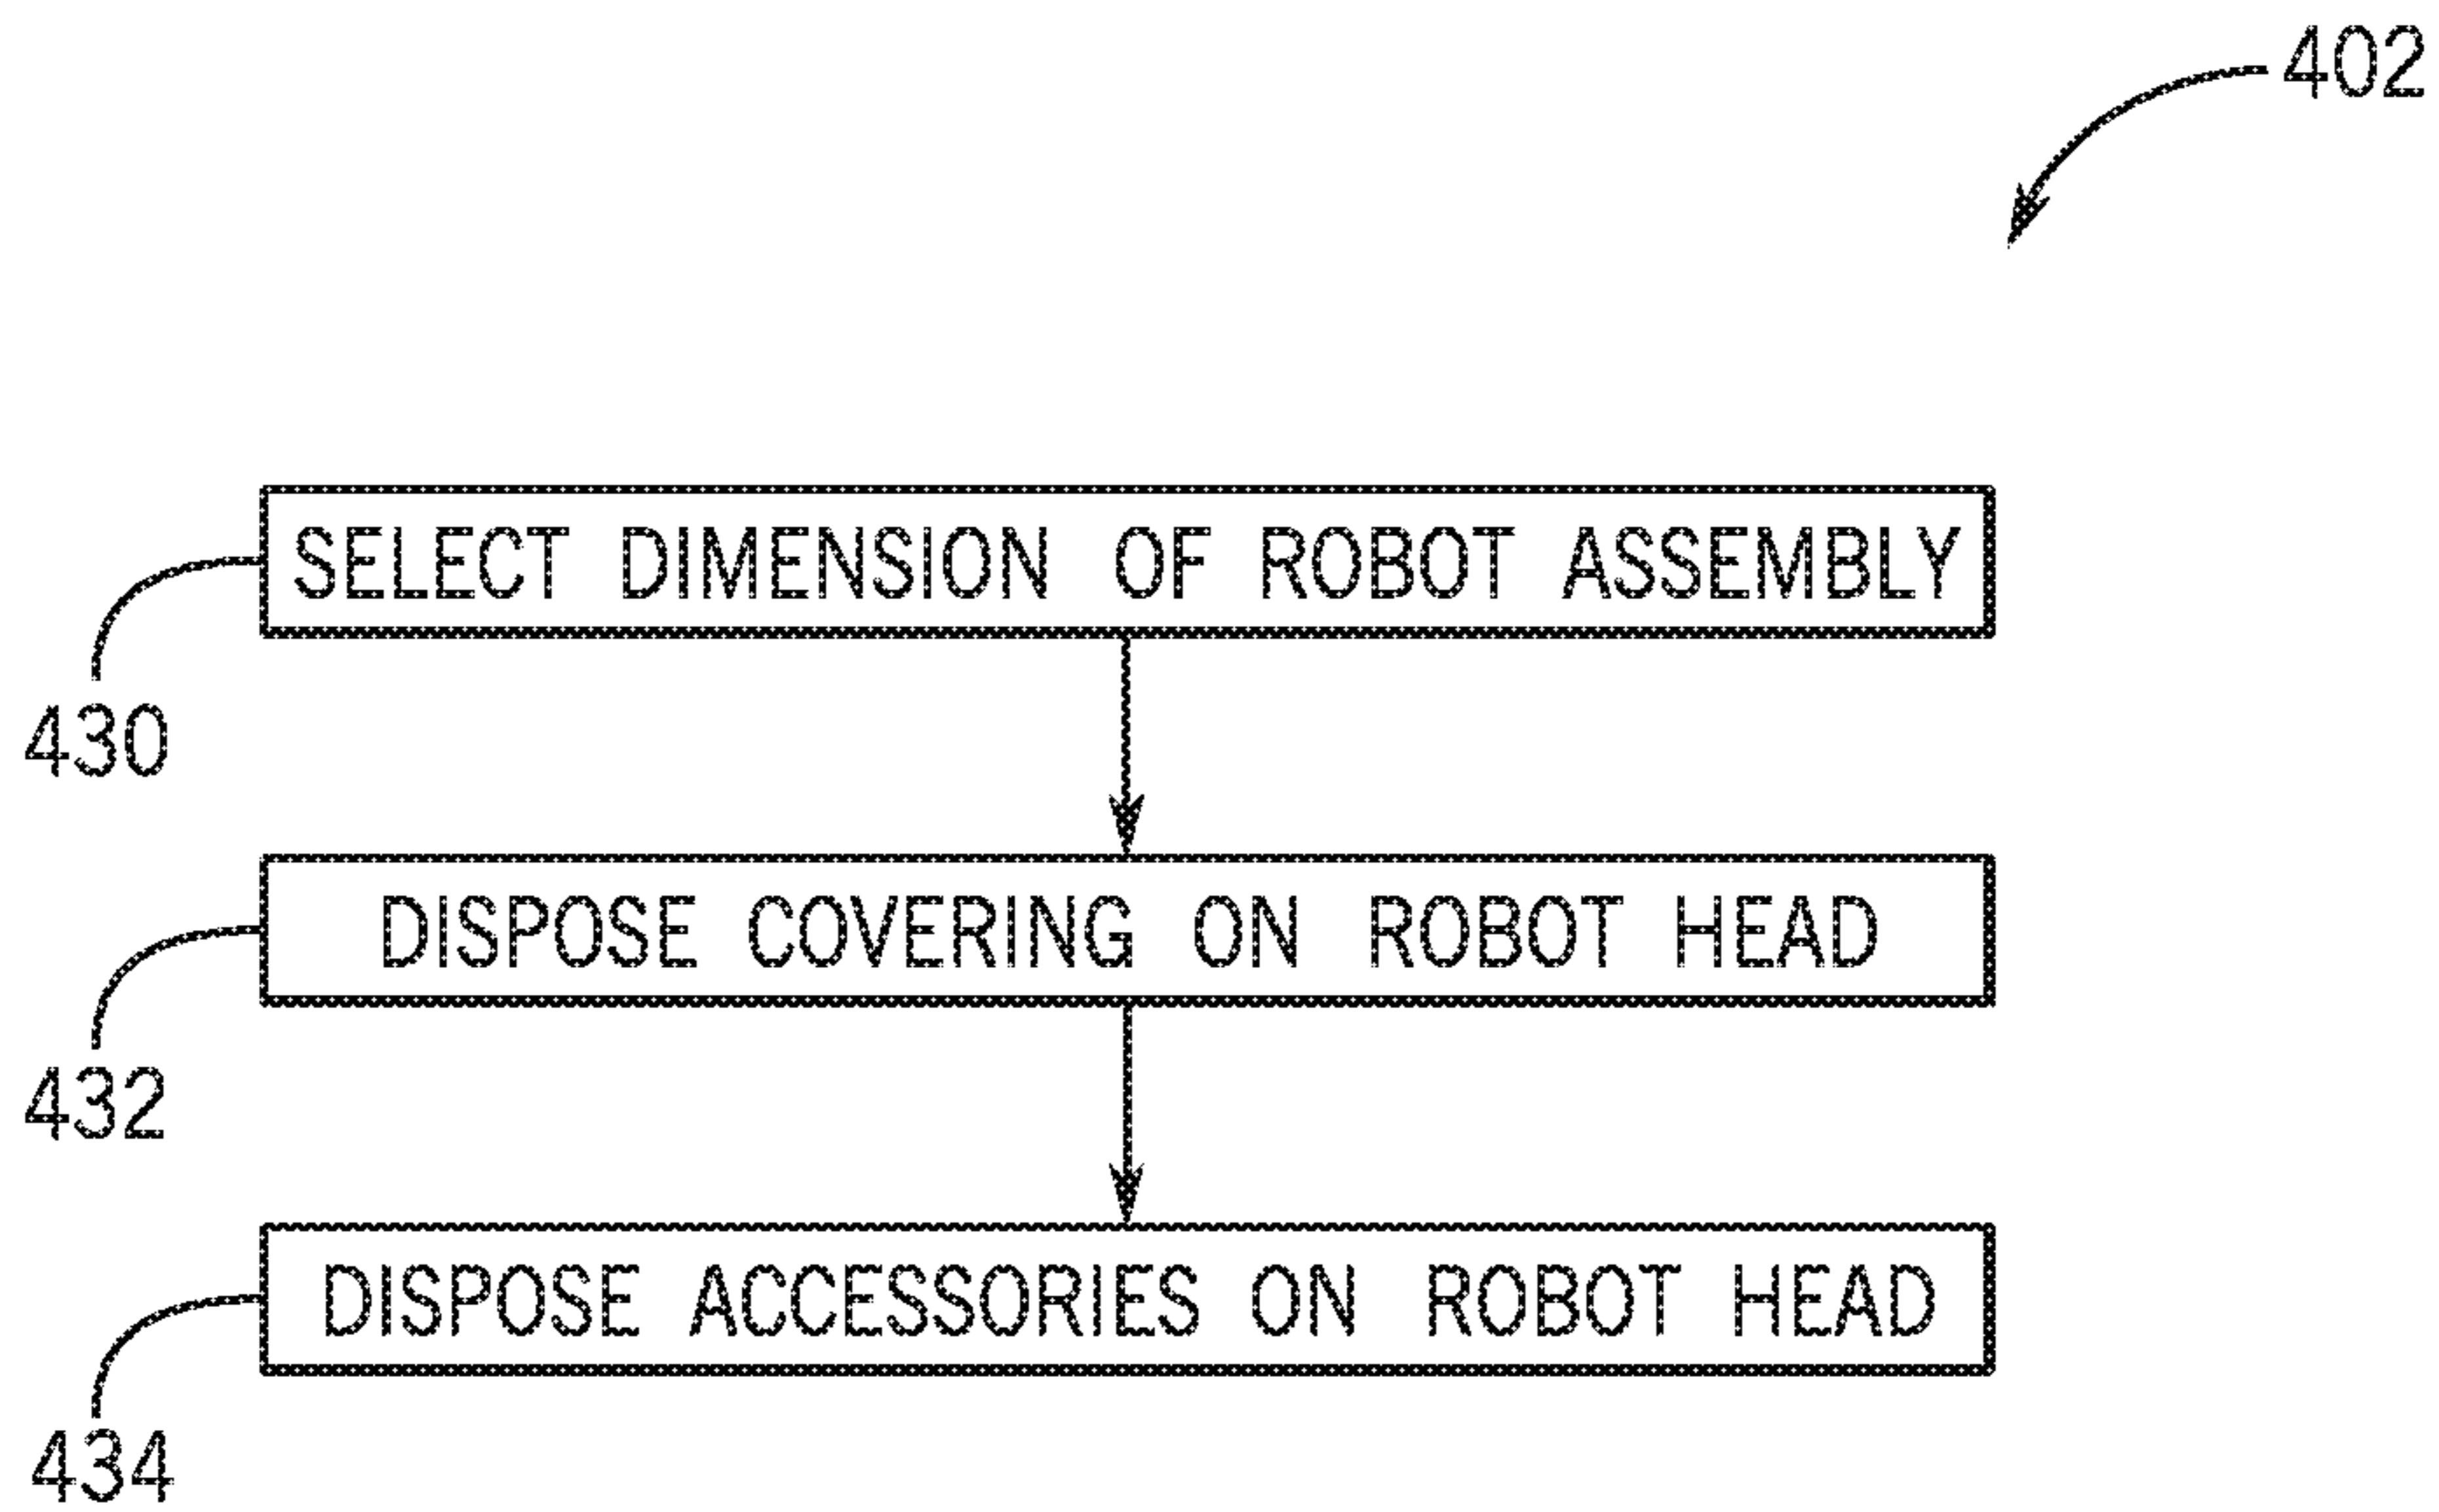 402
SELECT DIMENSION OF ROBOT ASSEMBLY
430
DISPOSE COVERING ON ROBOT HEAD
432
DISPOSE ACCESSORIES ON ROBOT HEAD
434